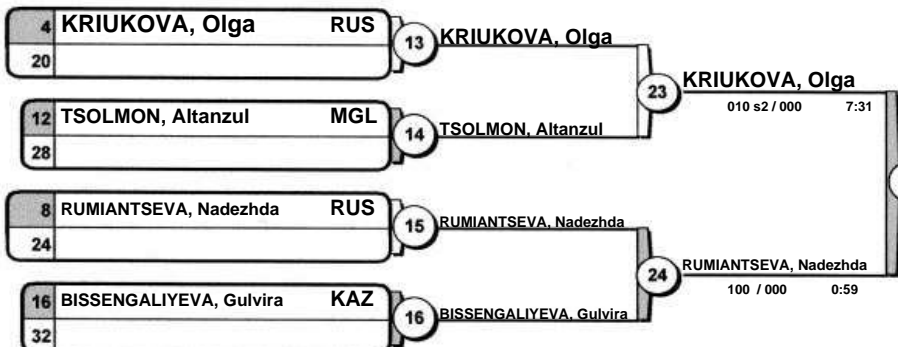 4 KRIUKOVA, Olga RUS
20
13 KRIUKOVA, Olga
12 TSOLMON, Altanzul MGL
28
14 TSOLMON, Altanzul
23 KRIUKOVA, Olga
010 s2 / 000 7:31
8 RUMIANTSEVA, Nadezhda RUS
24
15 RUMIANTSEVA, Nadezhda
16 BISSENGALIYEVA, Gulvira KAZ
32
16 BISSENGALIYEVA, Gulvira
24 RUMIANTSEVA, Nadezhda
100 / 000 0:59